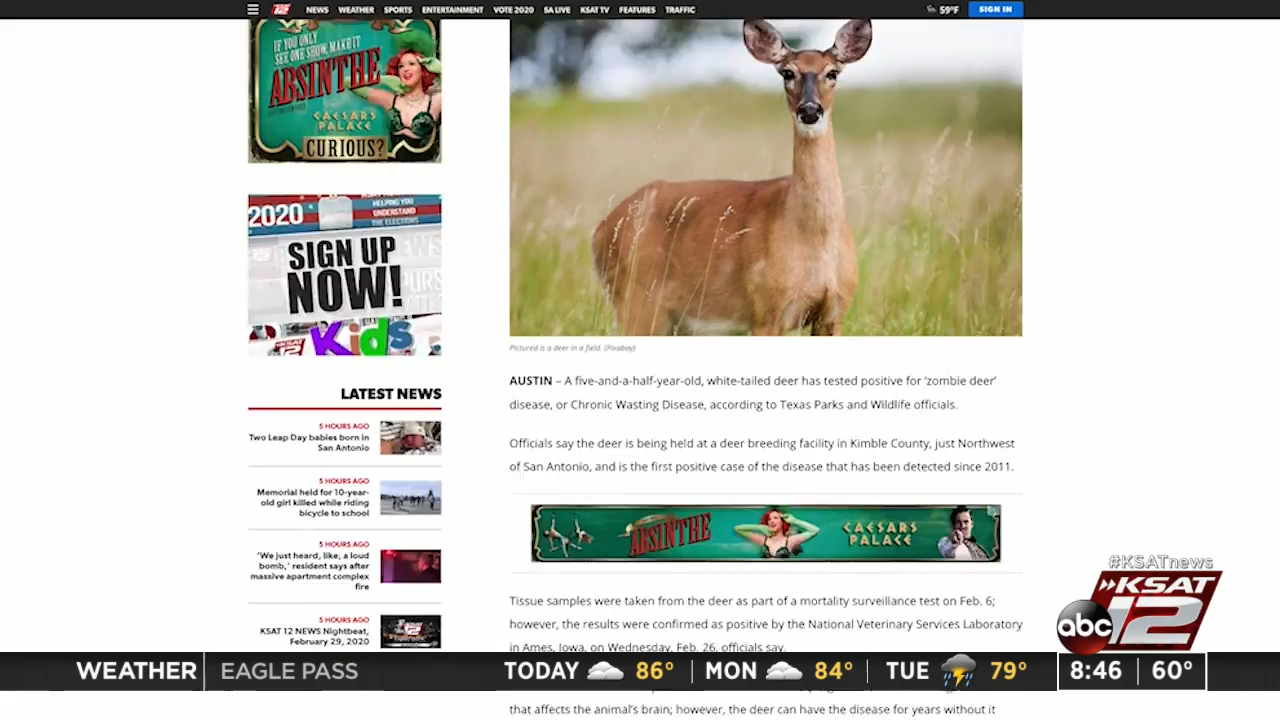 NEWS WEATHER SPORTS ENTERTAINMENT VOTE 2020 SA LIVE KSAT TV FEATURES TRAFFIC
59°F
SIGN IN
IF YOU ONLY
SEE ONE SHOW, MAKE IT
ABSINTHE
CAESARS
PALACE
CURIOUS?
2020
HELPING YOU
UNDERSTAND
THE ELECTIONS
SIGN UP
NOW!
Kids
LATEST NEWS
5 HOURS AGO
Two Leap Day babies born in
San Antonio
5 HOURS AGO
Memorial held for 10-year-
old girl killed while riding
bicycle to school
5 HOURS AGO
'We just heard, like, a loud
bomb,' resident says after
massive apartment complex
fire
5 HOURS AGO
KSAT 12 NEWS Nightbeat,
February 29, 2020
Pictured is a deer in a field. (Pixabay)
AUSTIN – A five-and-a-half-year-old, white-tailed deer has tested positive for 'zombie deer'
disease, or Chronic Wasting Disease, according to Texas Parks and Wildlife officials.
Officials say the deer is being held at a deer breeding facility in Kimble County, just Northwest
of San Antonio, and is the first positive case of the disease that has been detected since 2011.
ABSINTHE
CAESARS
PALACE
Tissue samples were taken from the deer as part of a mortality surveillance test on Feb. 6;
however, the results were confirmed as positive by the National Veterinary Services Laboratory
in Ames, Iowa, on Wednesday, Feb. 26, officials say.
that affects the animal's brain; however, the deer can have the disease for years without it
#KSATnews
KSAT
12
abc
WEATHER EAGLE PASS TODAY 86° MON 84° TUE 79° 8:46 60°